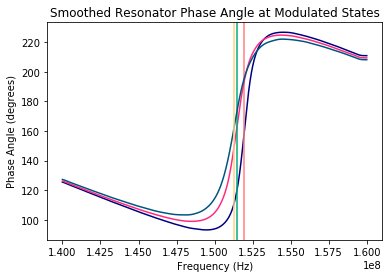 Smoothed Resonator Phase Angle at Modulated States
Phase Angle (degrees)
220
200
180
160
140
120
100
1.400 1.425 1.450 1.475 1.500 1.525 1.550 1.575 1.600
1e8
Frequency (Hz)